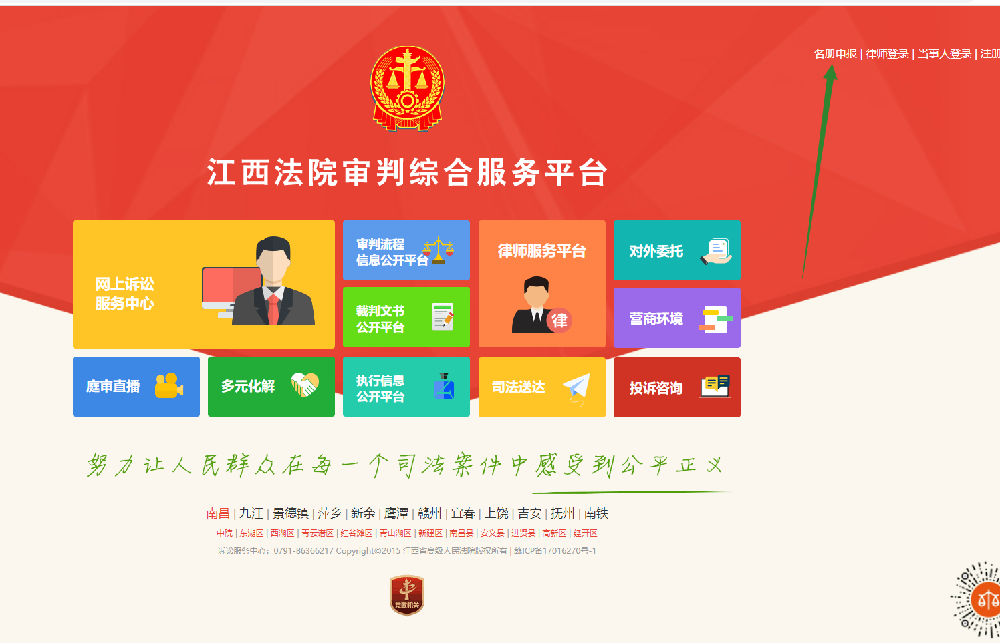 名册申报 | 律师登录 | 当事人登录 | 注册
江西法院审判综合服务平台
网上诉讼
服务中心
审判流程
信息公开平台
裁判文书
公开平台
律师服务平台
律
对外委托
营商环境
庭审直播
多元化解
执行信息
公开平台
司法送达
投诉咨询
努力让人民群众在每一个司法案件中感受到公平正义
南昌 | 九江 | 景德镇 | 萍乡 | 新余 | 鹰潭 | 赣州 | 宜春 | 上饶 | 吉安 | 抚州 | 南铁
中院 | 东湖区 | 西湖区 | 青云谱区 | 红谷滩区 | 青山湖区 | 新建区 | 南昌县 | 安义县 | 进贤县 | 高新区 | 经开区
诉讼服务中心：0791-86366217 Copyright©2015 江西省高级人民法院版权所有 | 赣ICP备17016270号-1
党政机关